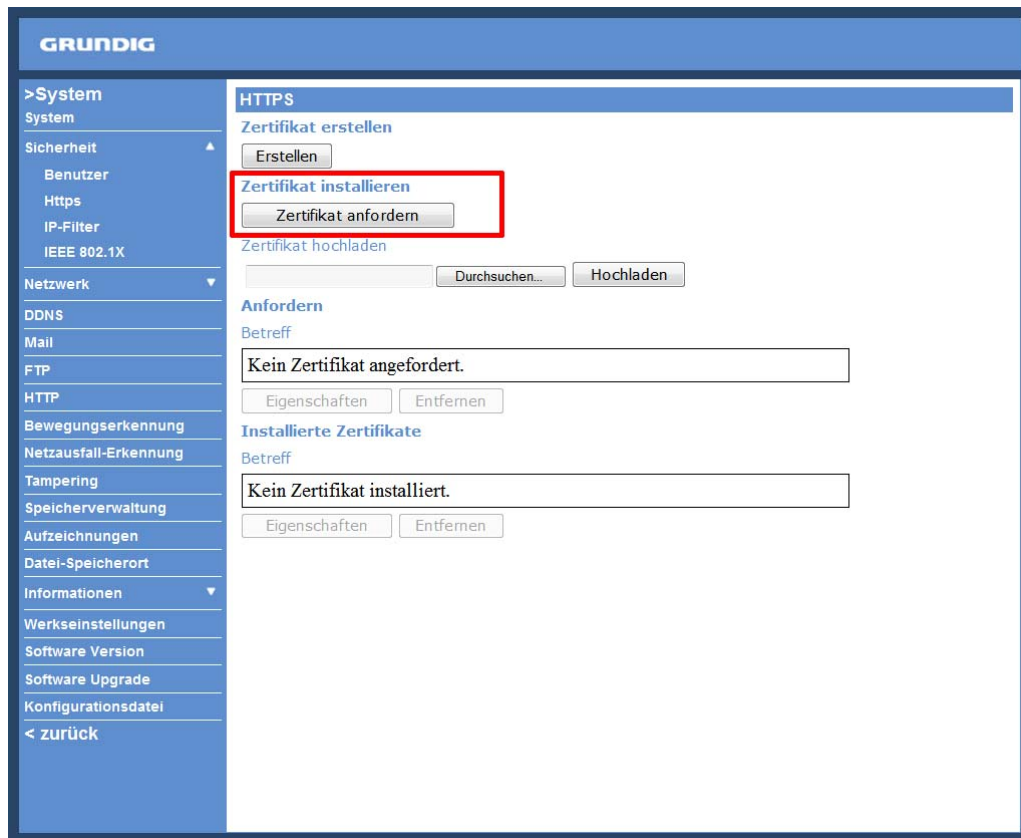 GRUNDIG
>System
System
Sicherheit
Benutzer
Https
IP-Filter
IEEE 802.1X
Netzwerk
DDNS
Mail
FTP
HTTP
Bewegungserkennung
Netzausfall-Erkennung
Tampering
Speicherverwaltung
Aufzeichnungen
Datei-Speicherort
Informationen
Werkseinstellungen
Software Version
Software Upgrade
Konfigurationsdatei
< zurück
HTTPS
Zertifikat erstellen
Erstellen
Zertifikat installieren
Zertifikat anfordern
Zertifikat hochladen
Durchsuchen... Hochladen
Anfordern
Betreff
Kein Zertifikat angefordert.
Eigenschaften Entfernen
Installierte Zertifikate
Betreff
Kein Zertifikat installiert.
Eigenschaften Entfernen